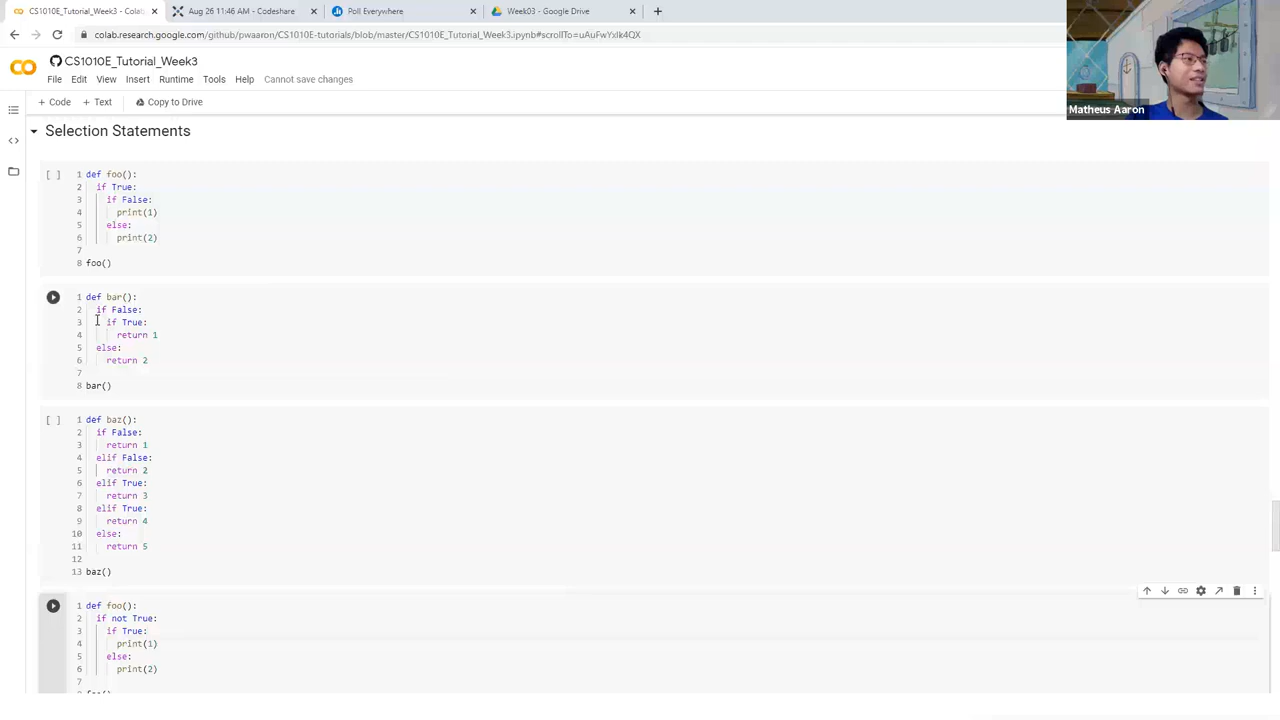 CS1010E_Tutorial_Week3 - Colab
Aug 26 11:46 AM - Codeshare
Poll Everywhere
Week03 - Google Drive
colab.research.google.com/github/pwaaron/CS1010E-tutorials/blob/master/CS1010E_Tutorial_Week3.ipynb#scrollTo=uAuFwYxIk4QX
CS1010E_Tutorial_Week3
File Edit View Insert Runtime Tools Help Cannot save changes
+ Code + Text Copy to Drive
Matheus Aaron
Selection Statements
[ ] 1 def foo():
2 if True:
3 if False:
4 print(1)
5 else:
6 print(2)
7
8 foo()
1 def bar():
2 if False:
3 if True:
4 return 1
5 else:
6 return 2
7
8 bar()
[ ] 1 def baz():
2 if False:
3 return 1
4 elif False:
5 return 2
6 elif True:
7 return 3
8 elif True:
9 return 4
10 else:
11 return 5
12
13 baz()
1 def foo():
2 if not True:
3 if True:
4 print(1)
5 else:
6 print(2)
7